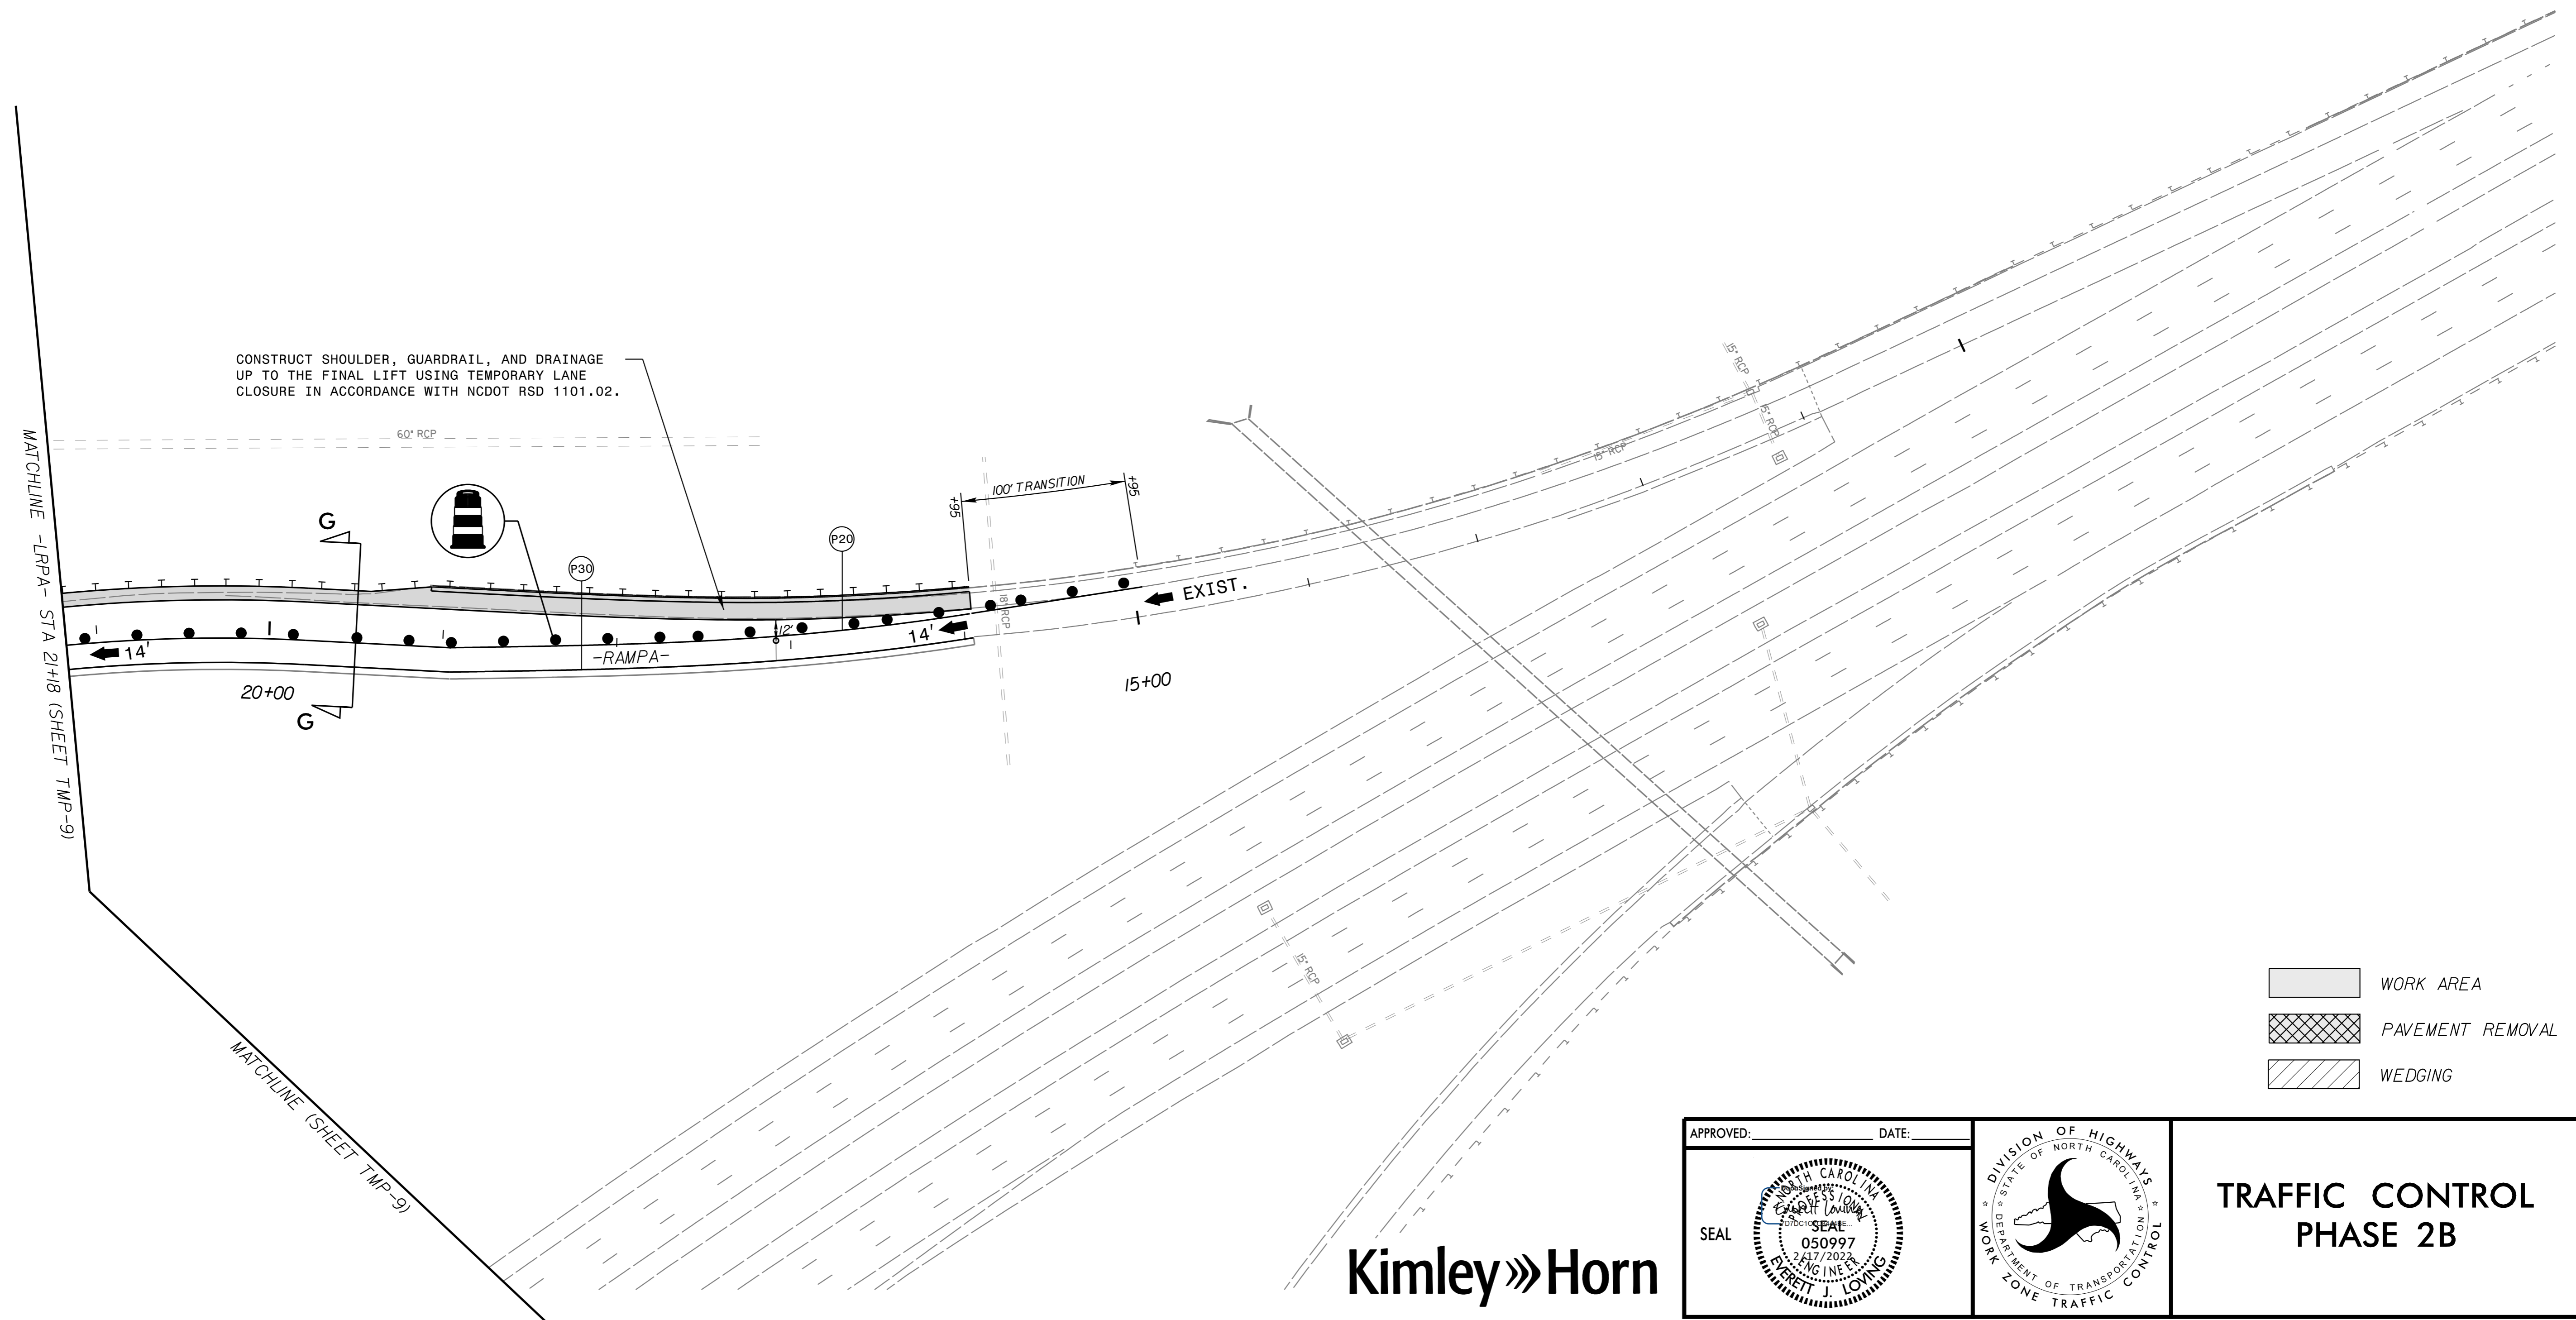 CONSTRUCT SHOULDER, GUARDRAIL, AND DRAINAGE
UP TO THE FINAL LIFT USING TEMPORARY LANE
CLOSURE IN ACCORDANCE WITH NCDOT RSD 1101.02.
60" RCP
MATCHLINE -LRPA- STA 21+18 (SHEET TMP-9)
G
G
P30
P20
+95
100' TRANSITION
+95
18" RCP
EXIST.
12'
14'
14'
-RAMPA-
20+00
15+00
15" RCP
15" RCP
15" RCP
15" RCP
MATCHLINE (SHEET TMP-9)
WORK AREA
PAVEMENT REMOVAL
WEDGING
Kimley Horn
APPROVED: DATE:
SEAL
NORTH CAROLINA
PROFESSIONAL
SEAL
050997
2/17/2022
ENGINEER
EVERETT J. LOVING
DIVISION OF HIGHWAYS
STATE OF NORTH CAROLINA
DEPARTMENT OF TRANSPORTATION
WORK ZONE TRAFFIC CONTROL
TRAFFIC CONTROL
PHASE 2B